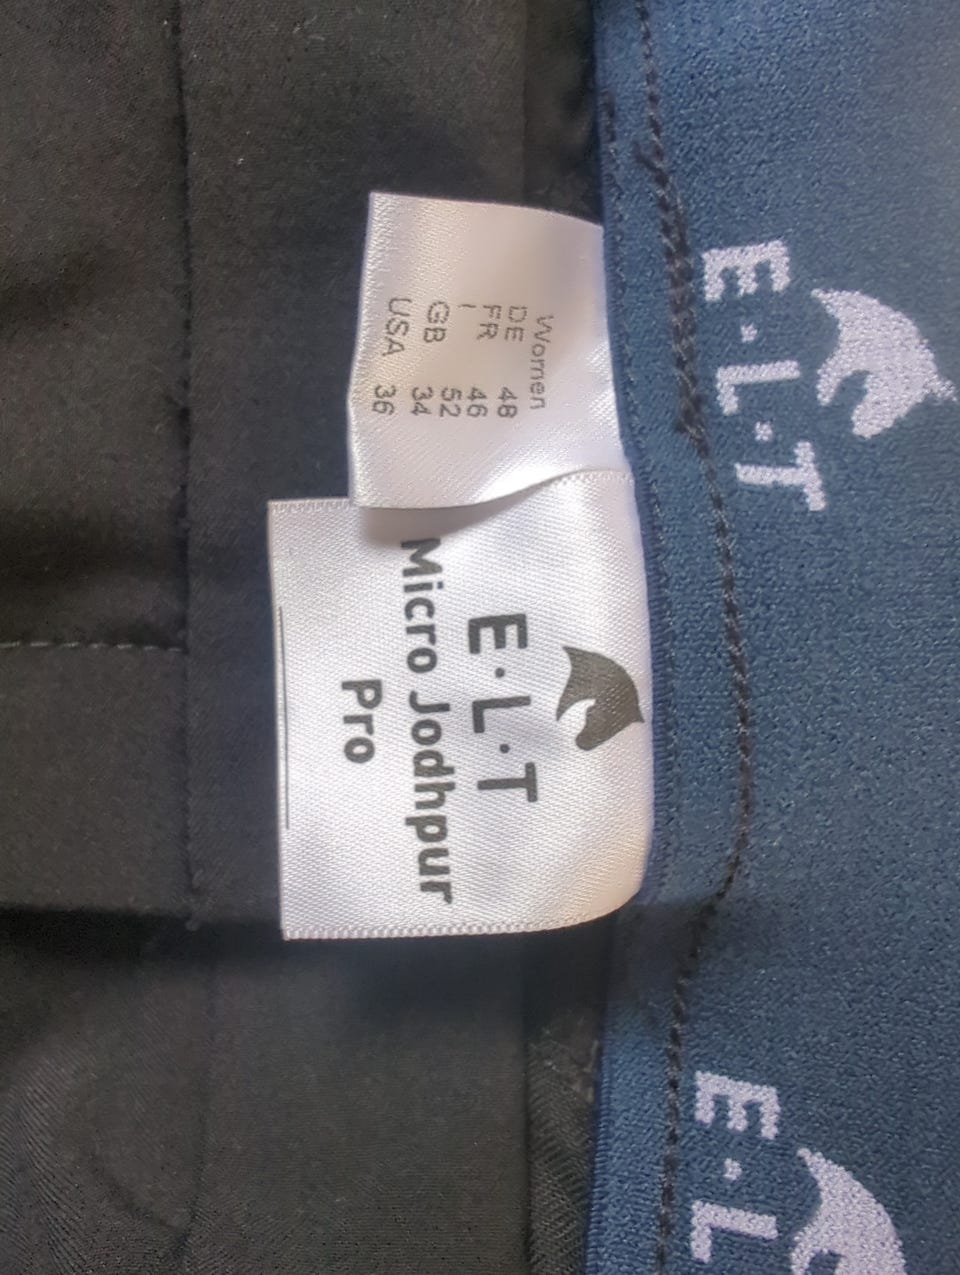 Women
DE 48
FR 46
I 52
GB 34
USA 36
E·L·T
Micro Jodhpur
Pro
E·L·T
E·L